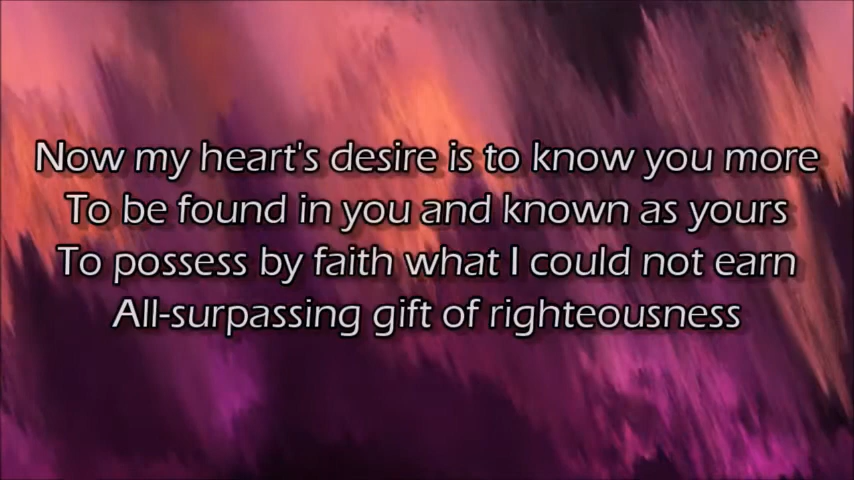 Now my heart's desire is to know you more
To be found in you and known as yours
To possess by faith what I could not earn
All-surpassing gift of righteousness